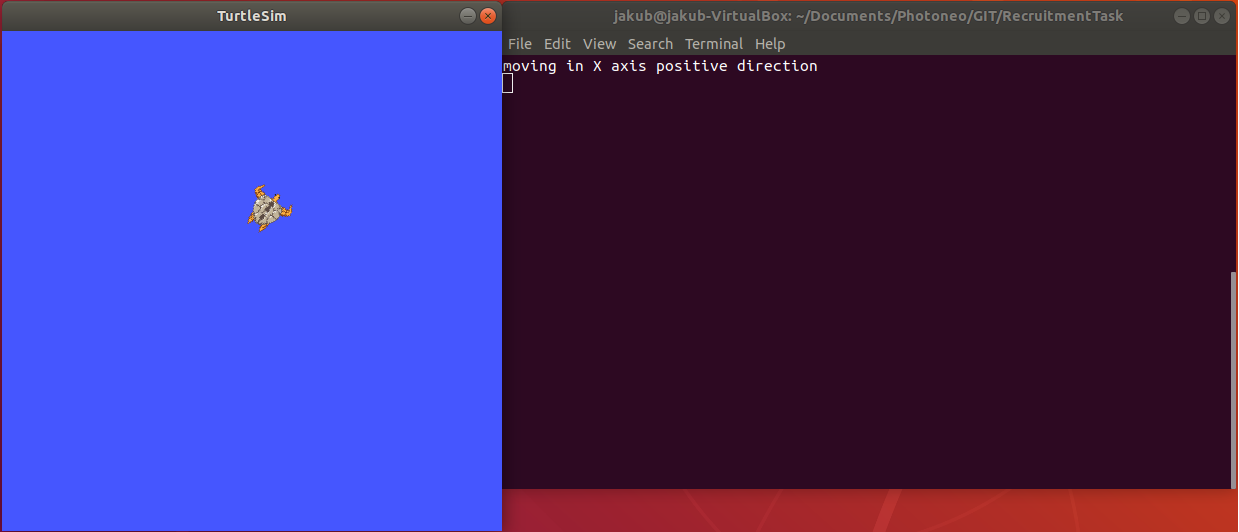 TurtleSim
jakub@jakub-VirtualBox: ~/Documents/Photoneo/GIT/RecruitmentTask
File Edit View Search Terminal Help
moving in X axis positive direction